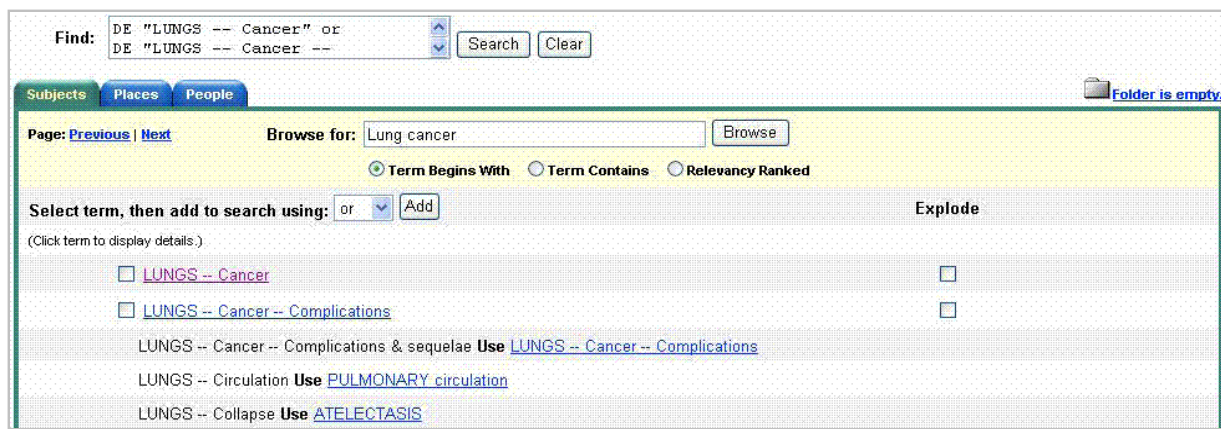 Find: DE "LUNGS -- Cancer" or
DE "LUNGS -- Cancer --
Search Clear
Subjects Places People
Folder is empty.
Page: Previous | Next Browse for: Lung cancer Browse
Term Begins With Term Contains Relevancy Ranked
Select term, then add to search using: or Add Explode
(Click term to display details.)
LUNGS -- Cancer
LUNGS -- Cancer -- Complications
LUNGS -- Cancer -- Complications & sequelae Use LUNGS -- Cancer -- Complications
LUNGS -- Circulation Use PULMONARY circulation
LUNGS -- Collapse Use ATELECTASIS